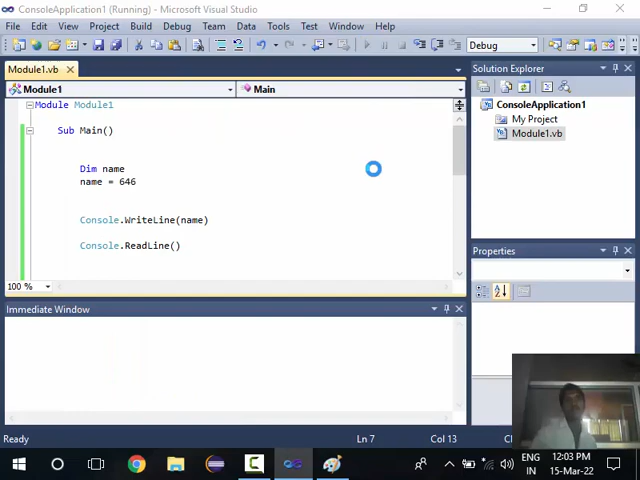 ConsoleApplication1 (Running) - Microsoft Visual Studio
File Edit View Project Build Debug Team Data Tools Test Window Help
Debug
Module1.vb
Solution Explorer
Module1
Main
Module Module1
ConsoleApplication1
My Project
Module1.vb
Sub Main()
Dim name
name = 646
Console.WriteLine(name)
Console.ReadLine()
Properties
100 %
Immediate Window
Ready
Ln 7
Col 13
ENG
IN
12:03 PM
15-Mar-22